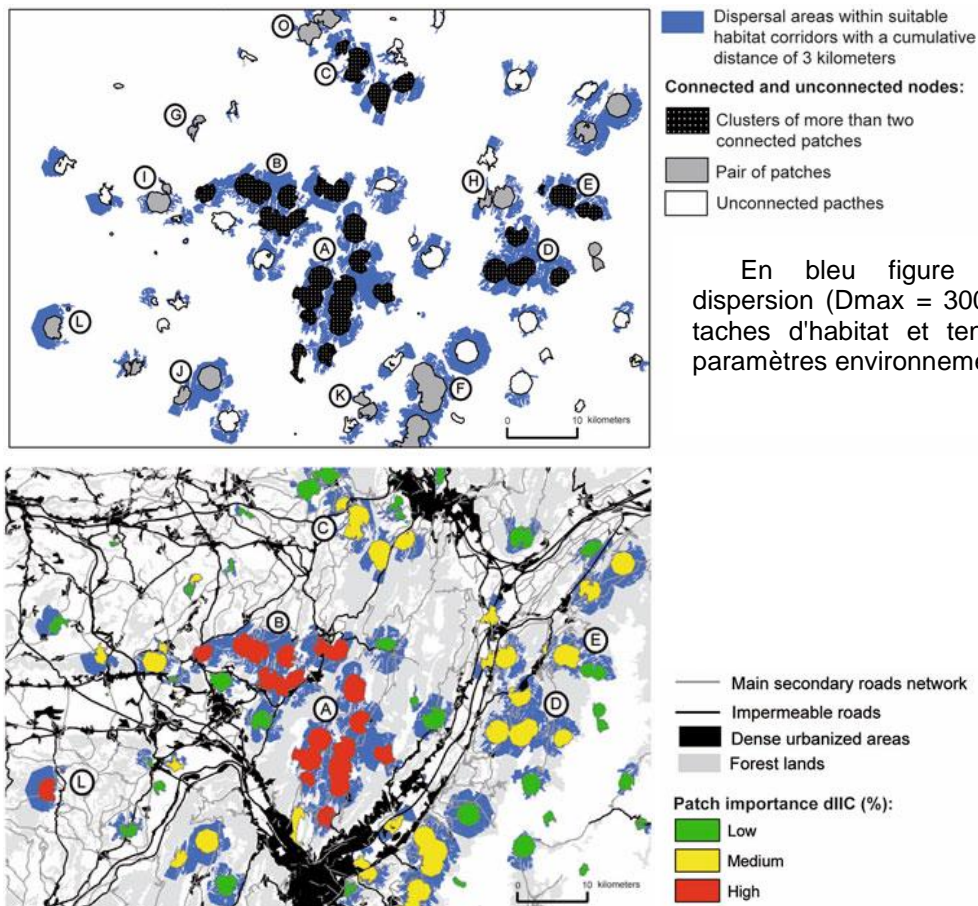 Dispersal areas within suitable
habitat corridors with a cumulative
distance of 3 kilometers
Connected and unconnected nodes:
Clusters of more than two
connected patches
Pair of patches
Unconnected pacthes
O
C
G
B
I
H
E
A
D
L
J
K
F
0 10 kilometers
En bleu figure
dispersion (Dmax = 300
taches d'habitat et ter
paramètres environneme
C
B
E
A
D
L
0 10 kilometers
Main secondary roads network
Impermeable roads
Dense urbanized areas
Forest lands
Patch importance dIIC (%):
Low
Medium
High